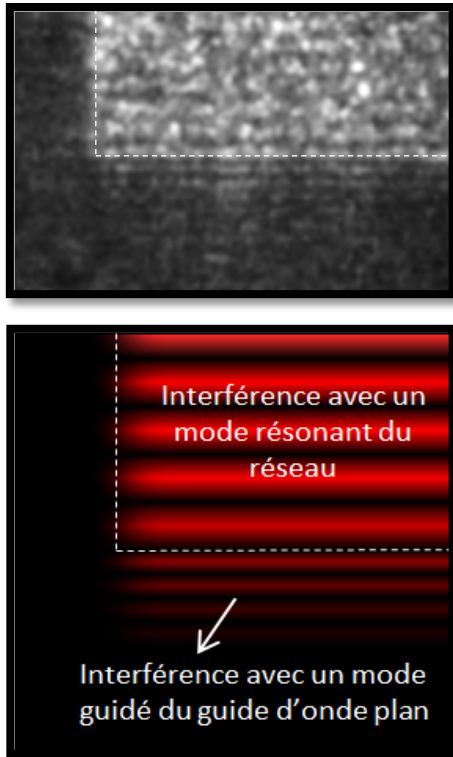 Interférence avec un
mode résonant du
réseau
Interférence avec un mode
guidé du guide d'onde plan